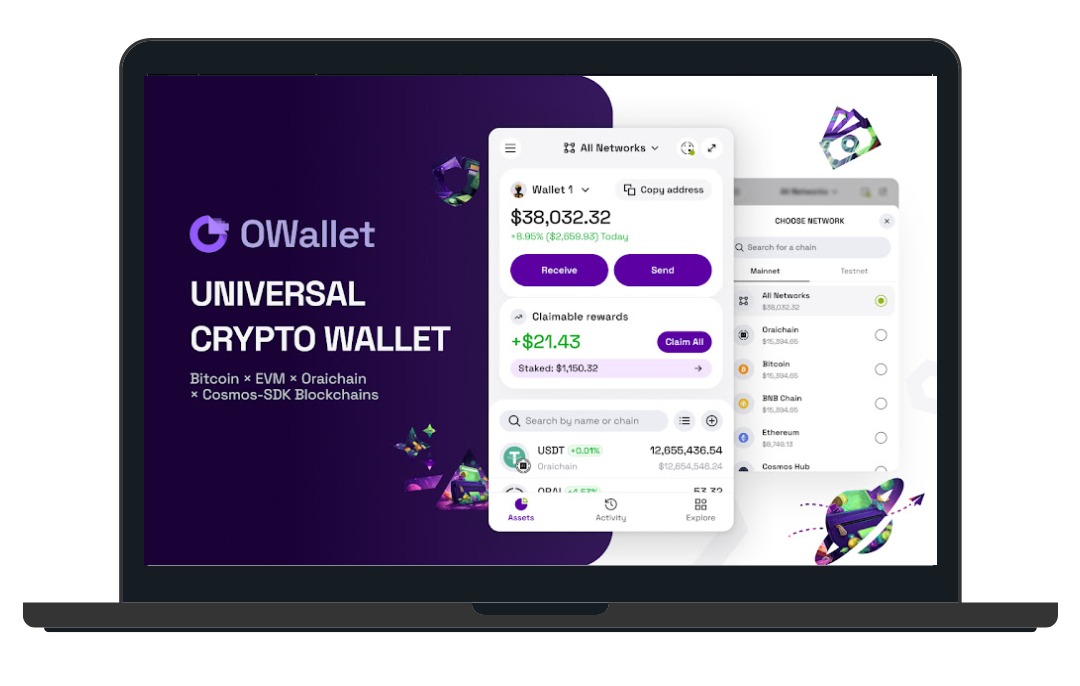 OWallet
UNIVERSAL
CRYPTO WALLET
Bitcoin × EVM × Oraichain
× Cosmos-SDK Blockchains
All Networks
Wallet 1
Copy address
$38,032.32
+8.95% ($2,659.93) Today
Receive
Send
Claimable rewards
+$21.43
Claim All
Staked: $1,150.32
Search by name or chain
USDT +0.01%
12,655,436.54
Oraichain
$12,654,548.24
ORAI +4.57%
53.32
Assets
Activity
Explore
All Networks
CHOOSE NETWORK
Search for a chain
Mainnet
Testnet
All Networks
$38,032.32
Oraichain
$15,394.65
Bitcoin
$15,394.65
BNB Chain
$15,394.65
Ethereum
$8,749.13
Cosmos Hub